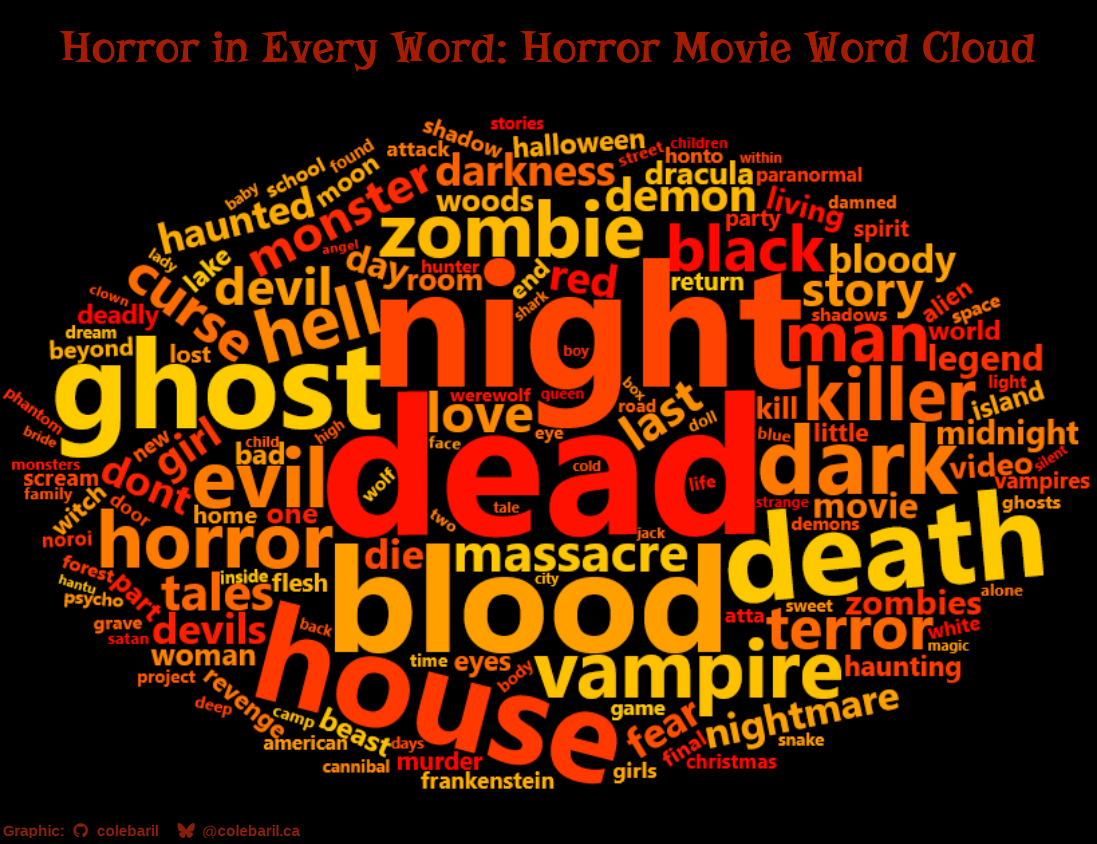 Horror in Every Word: Horror Movie Word Cloud
stories
shadow
halloween
attack
street
children
honto
within
found
darkness
dracula
paranormal
school
moon
monster
woods
demon
living
damned
baby
haunted
zombie
party
spirit
black
angel
lady
lake
day
hunter
room
end
red
return
bloody
story
alien
space
clown
curse
devil
hell
shark
night
shadows
deadly
dream
beyond
lost
ghost
boy
man
world
legend
light
phantom
werewolf
queen
box
last
killer
island
bride
new
girl
child
high
love
road
doll
kill
face
eye
blue
little
midnight
monsters
scream
family
bad
evil
dont
wolf
dead
cold
life
dark
video
silent
vampires
witch
door
home
one
two
tale
strange
movie
ghosts
noroi
horror
jack
demons
death
die
massacre
forest
hantu
psycho
part
tales
inside
flesh
blood
city
alone
sweet
zombies
grave
satan
devils
back
atta
terror
white
magic
woman
house
time
eyes
body
vampire
haunting
project
deep
revenge
camp
beast
game
fear
nightmare
american
days
murder
final
snake
cannibal
frankenstein
girls
christmas
Graphic: colebaril @colebaril.ca